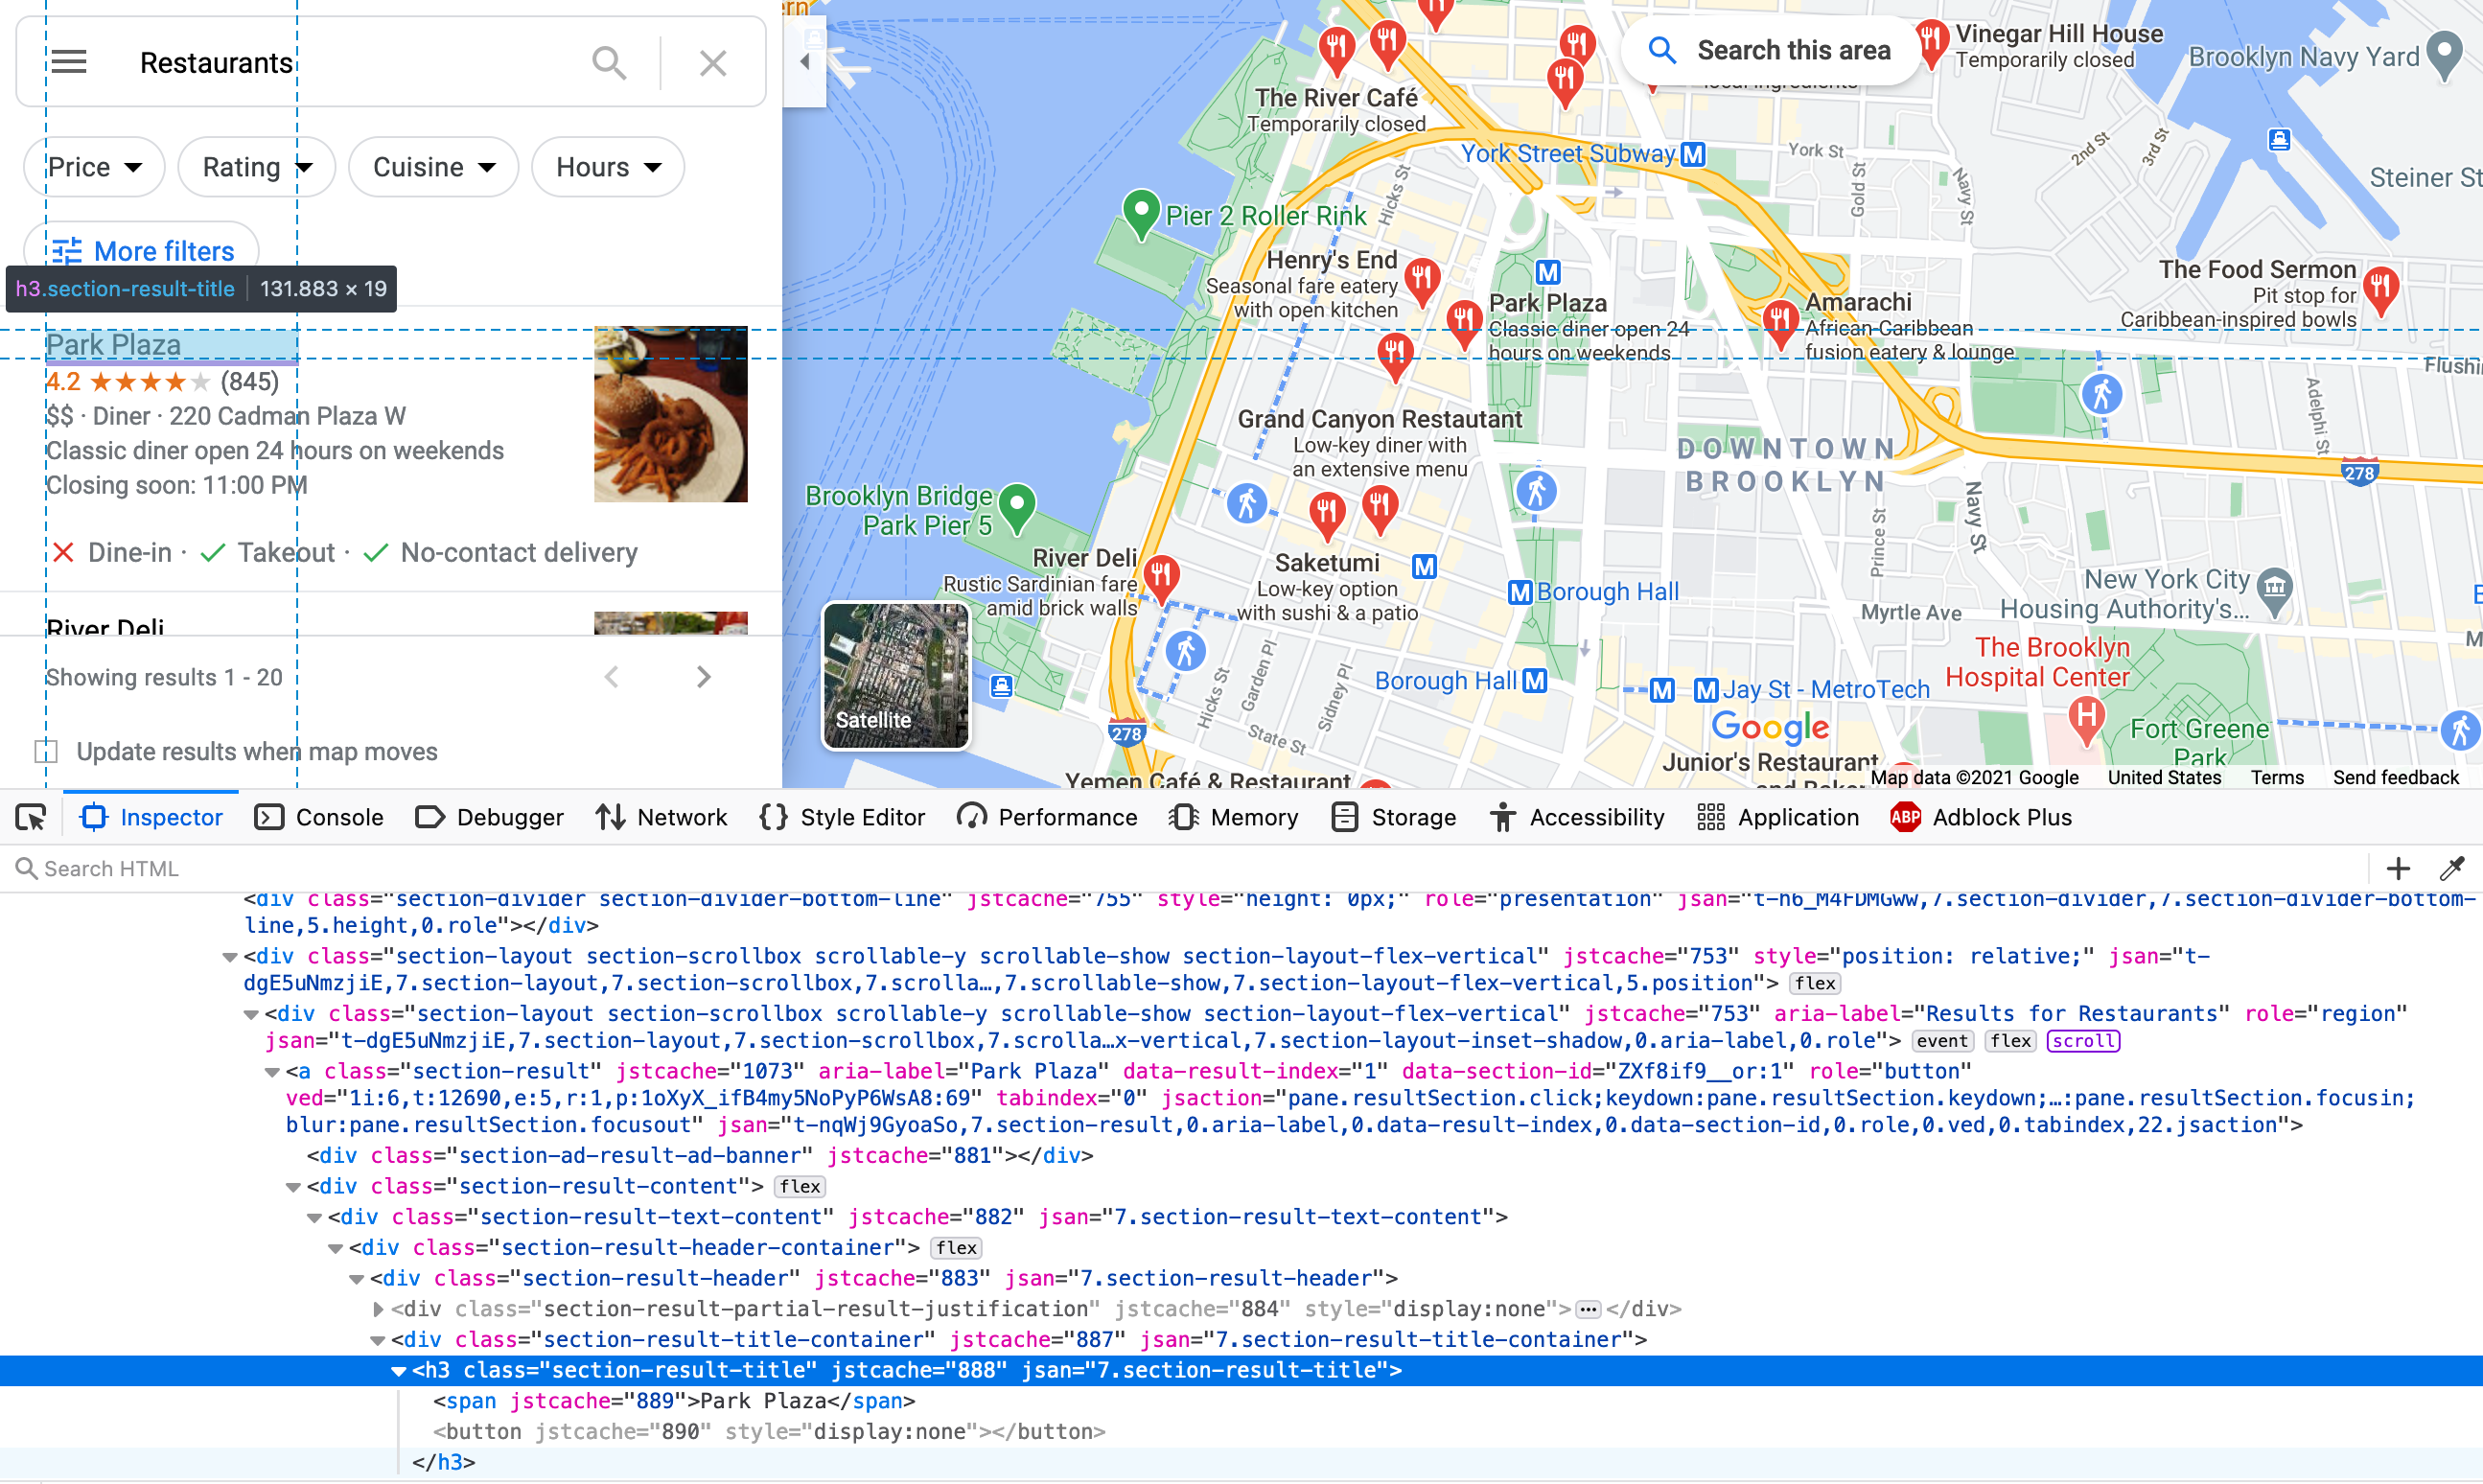 Restaurants
Price
Rating
Cuisine
Hours
More filters
h3.section-result-title 131.883 × 19
Park Plaza
4.2 (845)
$$ · Diner · 220 Cadman Plaza W
Classic diner open 24 hours on weekends
Closing soon: 11:00 PM
Dine-in · Takeout · No-contact delivery
River Deli
Showing results 1 - 20
Update results when map moves
Search this area
Vinegar Hill House
Temporarily closed
Brooklyn Navy Yard
The River Café
Temporarily closed
local ingredients
York Street Subway M
York St
Gold St
Navy St
2nd St
3rd St
Steiner St
Pier 2 Roller Rink
Hicks St
Henry's End
Seasonal fare eatery
with open kitchen
M
Park Plaza
Classic diner open 24
hours on weekends
Amarachi
African-Caribbean
fusion eatery & lounge
The Food Sermon
Pit stop for
Caribbean-inspired bowls
Grand Canyon Restautant
Low-key diner with
an extensive menu
DOWNTOWN
BROOKLYN
Adelphi St
278
Brooklyn Bridge
Park Pier 5
Prince St
Navy St
River Deli
Rustic Sardinian fare
amid brick walls
Saketumi
Low-key option
with sushi & a patio
M
M Borough Hall
Myrtle Ave
New York City
Housing Authority's...
The Brooklyn
Hospital Center
H
Borough Hall M
M
M Jay St - MetroTech
Hicks St
Garden Pl
Sidney Pl
State St
278
Satellite
Google
Fort Greene
Park
Junior's Restaurant
Yemen Café & Restaurant
Map data ©2021 Google United States Terms Send feedback
Inspector Console Debugger Network Style Editor Performance Memory Storage Accessibility Application ABP Adblock Plus
Search HTML
<div class="section-divider section-divider-bottom-line" jstcache="755" style="height: 0px;" role="presentation" jsan="t-h6_M4FDMGww,7.section-divider,7.section-divider-bottom-
line,5.height,0.role"></div>
<div class="section-layout section-scrollbox scrollable-y scrollable-show section-layout-flex-vertical" jstcache="753" style="position: relative;" jsan="t-
dgE5uNmzjiE,7.section-layout,7.section-scrollbox,7.scrolla…,7.scrollable-show,7.section-layout-flex-vertical,5.position"> flex
<div class="section-layout section-scrollbox scrollable-y scrollable-show section-layout-flex-vertical" jstcache="753" aria-label="Results for Restaurants" role="region"
jsan="t-dgE5uNmzjiE,7.section-layout,7.section-scrollbox,7.scrolla…x-vertical,7.section-layout-inset-shadow,0.aria-label,0.role"> event flex scroll
<a class="section-result" jstcache="1073" aria-label="Park Plaza" data-result-index="1" data-section-id="ZXf8if9__or:1" role="button"
ved="1i:6,t:12690,e:5,r:1,p:1oXyX_ifB4my5NoPyP6WsA8:69" tabindex="0" jsaction="pane.resultSection.click;keydown:pane.resultSection.keydown;…:pane.resultSection.focusin;
blur:pane.resultSection.focusout" jsan="t-nqWj9GyoaSo,7.section-result,0.aria-label,0.data-result-index,0.data-section-id,0.role,0.ved,0.tabindex,22.jsaction">
<div class="section-ad-result-ad-banner" jstcache="881"></div>
<div class="section-result-content"> flex
<div class="section-result-text-content" jstcache="882" jsan="7.section-result-text-content">
<div class="section-result-header-container"> flex
<div class="section-result-header" jstcache="883" jsan="7.section-result-header">
<div class="section-result-partial-result-justification" jstcache="884" style="display:none">…</div>
<div class="section-result-title-container" jstcache="887" jsan="7.section-result-title-container">
<h3 class="section-result-title" jstcache="888" jsan="7.section-result-title">
<span jstcache="889">Park Plaza</span>
<button jstcache="890" style="display:none"></button>
</h3>